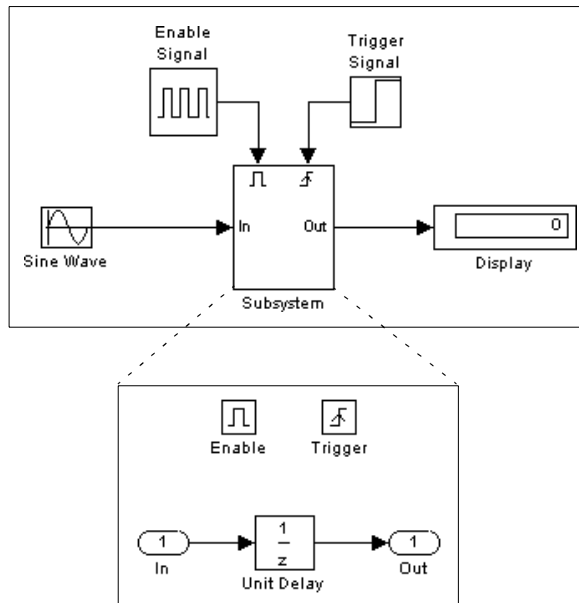 Enable
Signal
Trigger
Signal
In
Out
0
Sine Wave
Display
Subsystem
Enable
Trigger
1
1
z
1
In
Unit Delay
Out